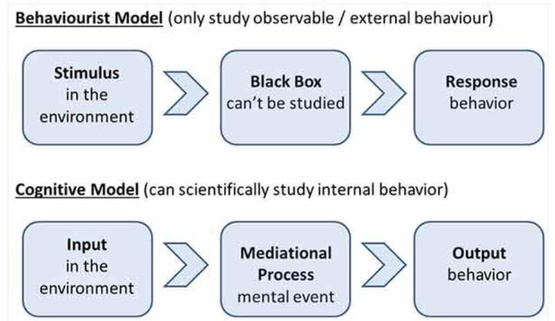 Behaviourist Model (only study observable / external behaviour)
Stimulus
in the
environment
Black Box
can't be studied
Response
behavior
Cognitive Model (can scientifically study internal behavior)
Input
in the
environment
Mediational
Process
mental event
Output
behavior